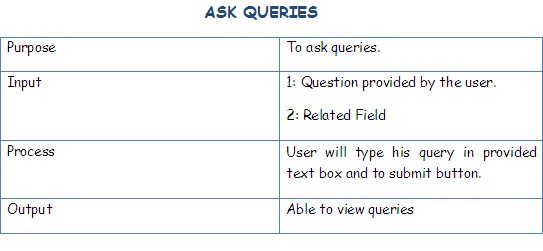 ASK QUERIES
Purpose
To ask queries.
Input
1: Question provided by the user.
2: Related Field
Process
User will type his query in provided
text box and to submit button.
Output
Able to view queries